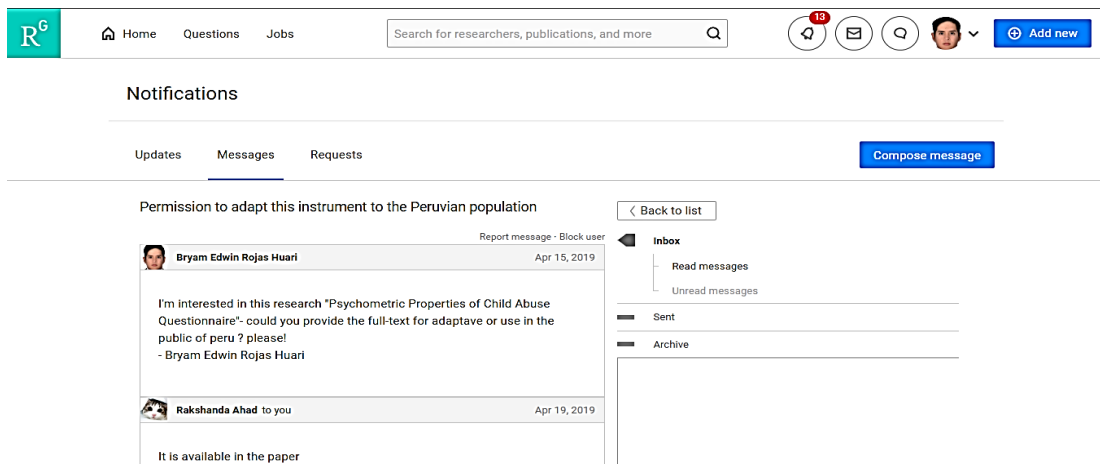 RG
Home Questions Jobs Search for researchers, publications, and more 13 Add new
Notifications
Updates Messages Requests Compose message
Permission to adapt this instrument to the Peruvian population
Report message - Block user
Bryam Edwin Rojas Huari Apr 15, 2019
I'm interested in this research "Psychometric Properties of Child Abuse
Questionnaire"- could you provide the full-text for adaptave or use in the
public of peru ? please!
- Bryam Edwin Rojas Huari
Rakshanda Ahad to you Apr 19, 2019
It is available in the paper
Back to list
Inbox
Read messages
Unread messages
Sent
Archive